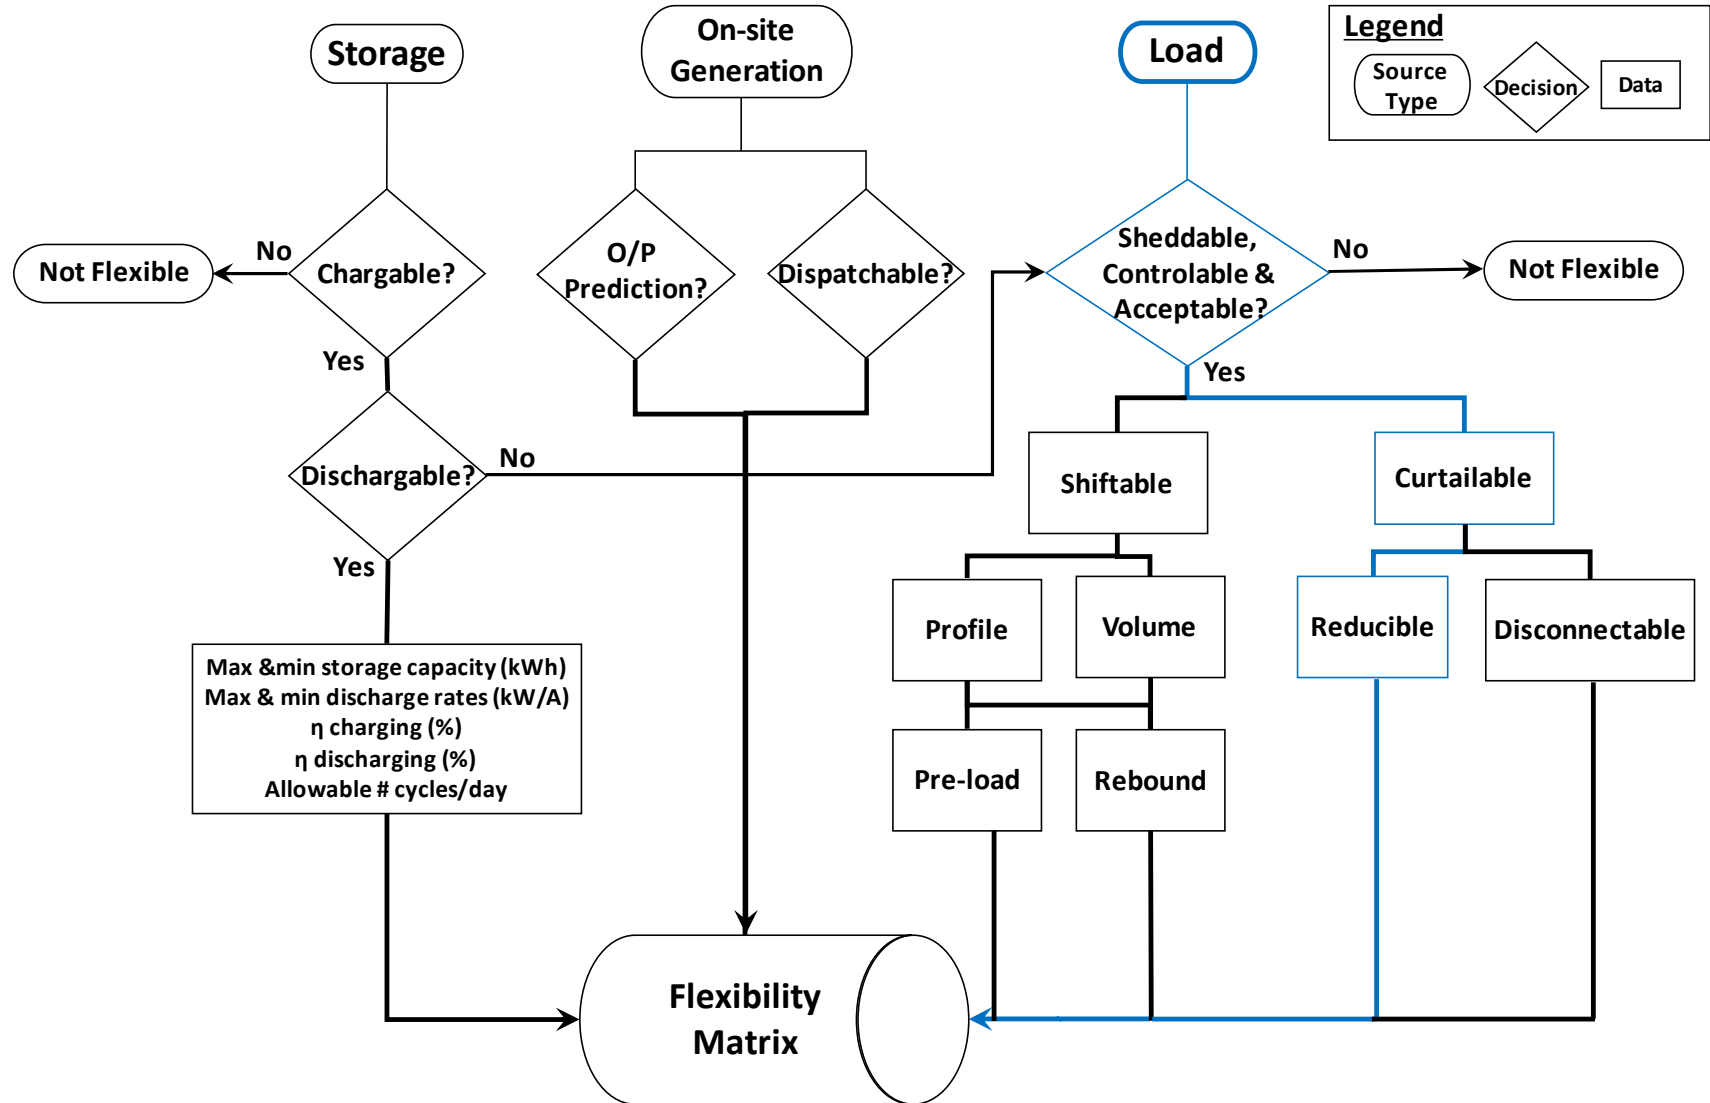 Storage
On-site
Generation
Load
Legend
Source
Type
Decision
Data
No
Not Flexible
Chargable?
O/P
Prediction?
Dispatchable?
Sheddable,
Controlable &
Acceptable?
No
Not Flexible
Yes
Yes
Dischargable?
No
Shiftable
Curtailable
Yes
Profile
Volume
Reducible
Disconnectable
Max &min storage capacity (kWh)
Max & min discharge rates (kW/A)
η charging (%)
η discharging (%)
Allowable # cycles/day
Pre-load
Rebound
Flexibility
Matrix